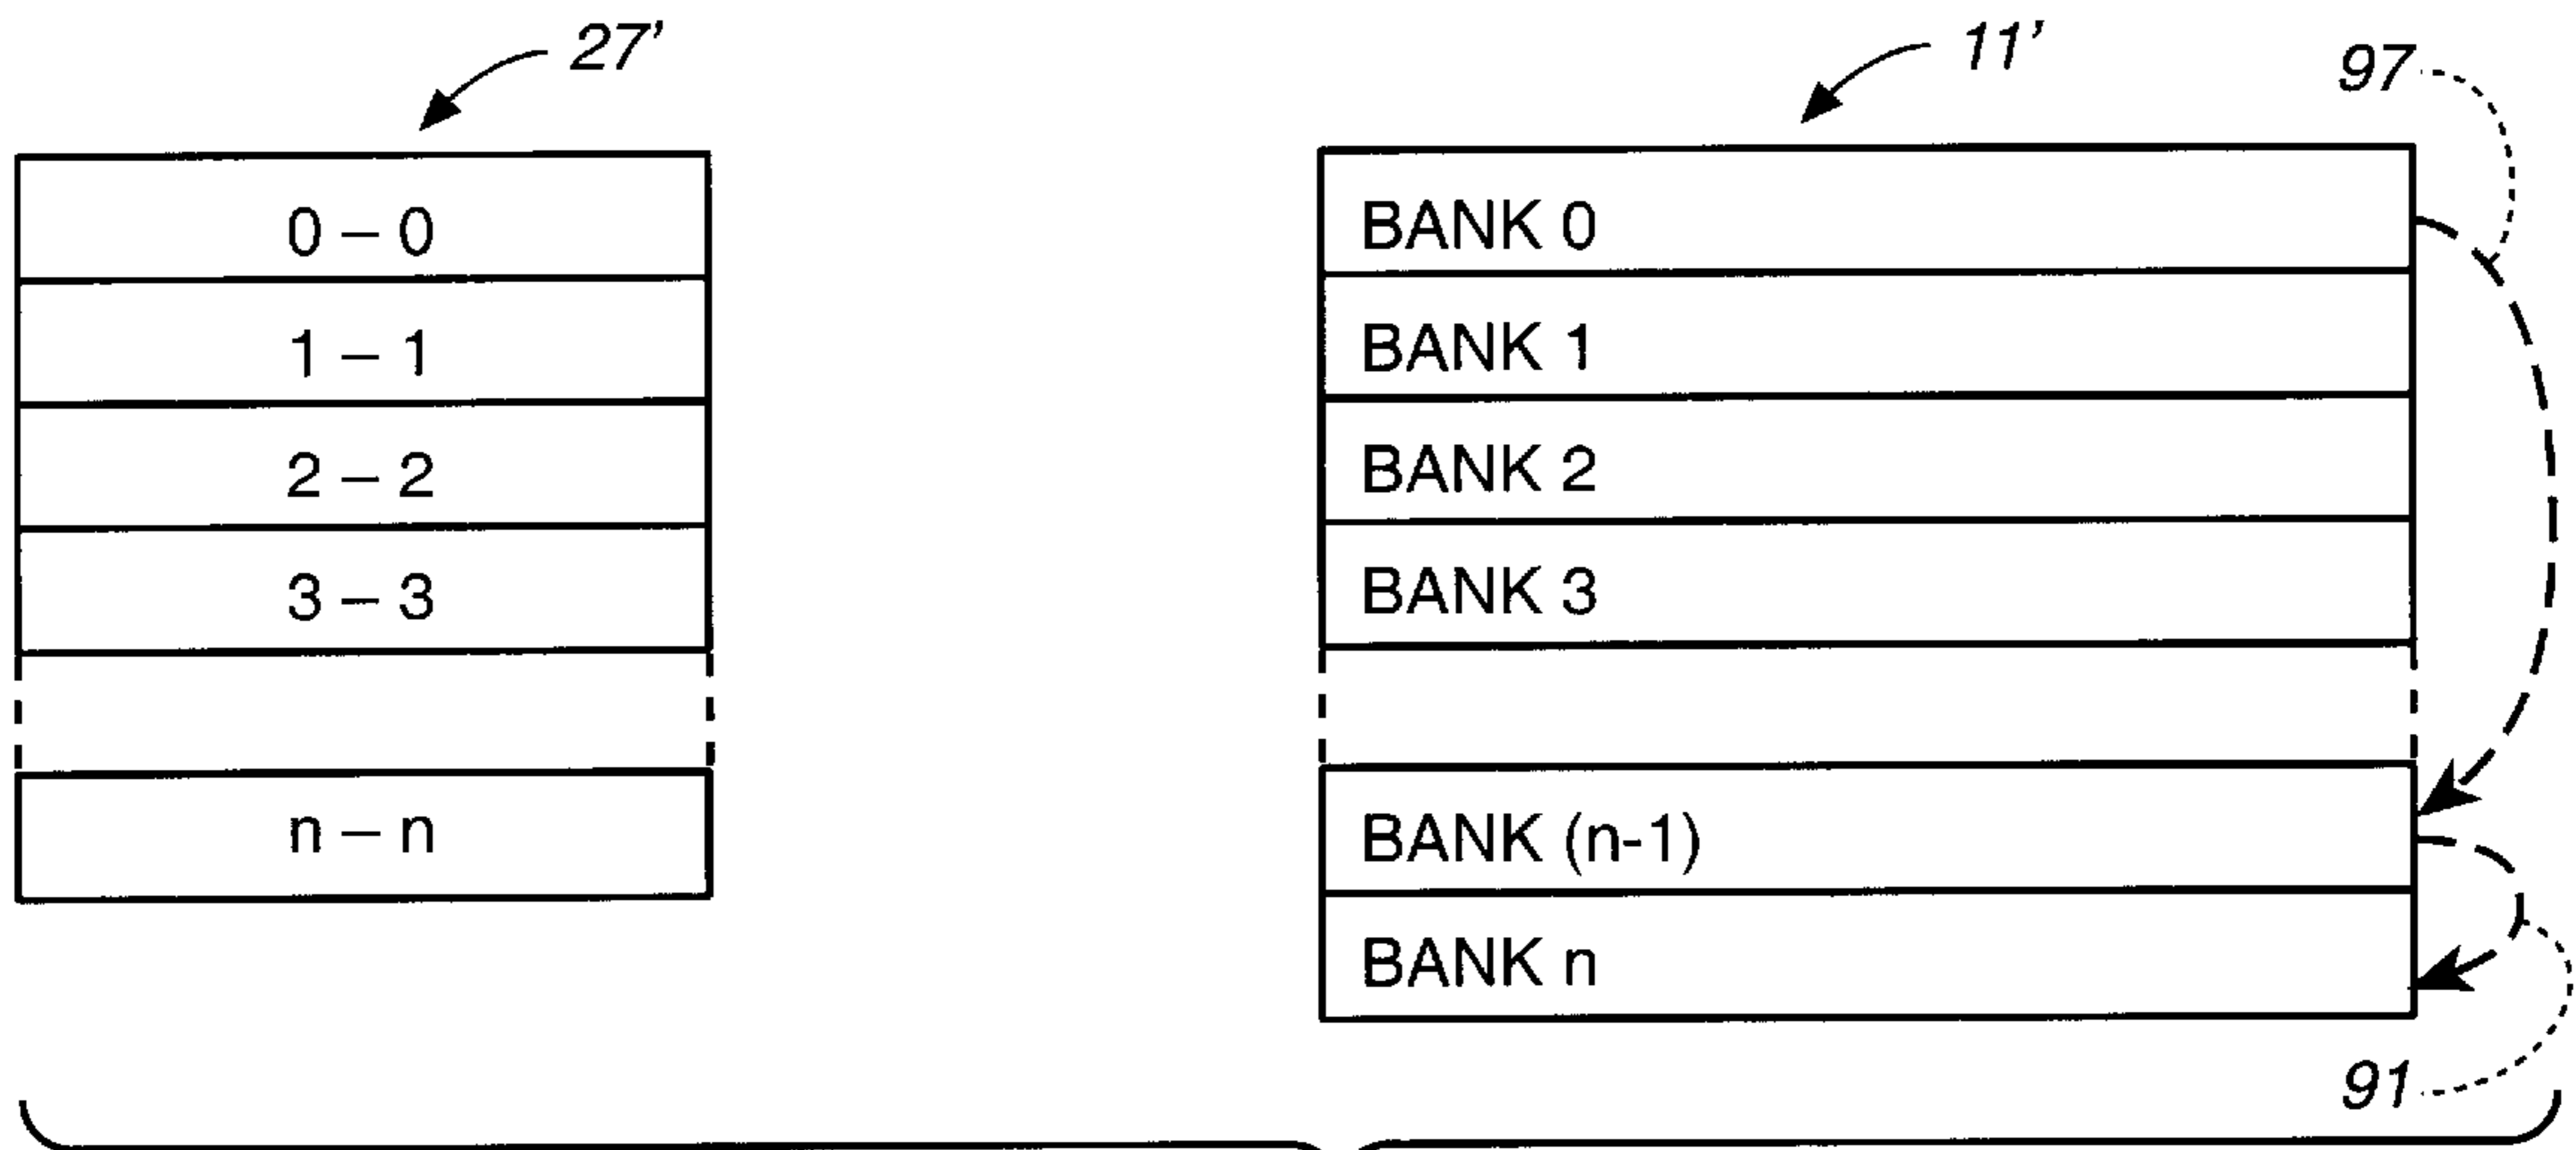 27'
0 – 0
1 – 1
2 – 2
3 – 3
n – n
11'
97
BANK 0
BANK 1
BANK 2
BANK 3
BANK (n-1)
BANK n
91